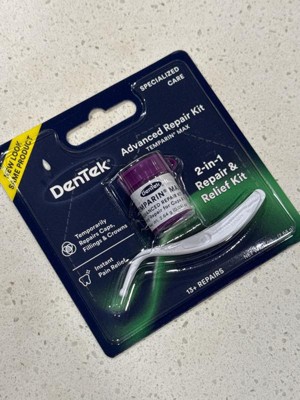 SPECIALIZED
CARE
NEW LOOK
SAME PRODUCT
DenTek
Advanced Repair Kit
TEMPARIN® MAX
2-in-1
Repair &
Relief Kit
Temporarily
Repairs Caps,
Fillings & Crowns
Instant
Pain Relief
13+ REPAIRS
DenTek